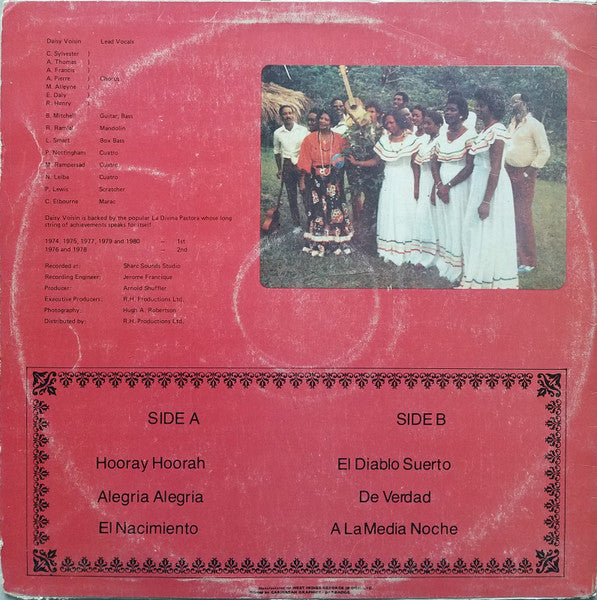 Daisy Voisin Lead Vocals
C. Sylvester )
A. Thomas )
A. Francis )
A. Pierre ) Chorus
M. Alleyne )
E. Daly )
R. Henry )
B. Mitchell Guitar, Bass
R. Ramlal Mandolin
L. Smart Box Bass
P. Nottingham Cuatro
M. Rampersad Cuatro
N. Leiba Cuatro
P. Lewis Scratcher
C. Elbourne Marac
Daisy Voisin is backed by the popular La Divina Pastora whose long
string of achievements speaks for itself
1974, 1975, 1977, 1979 and 1980 – 1st
1976 and 1978 – 2nd
Recorded at: Sharc Sounds Studio
Recording Engineer: Jerome Francique
Producer: Arnold Shuffler
Executive Producers: R.H. Productions Ltd.
Photography: Hugh A. Robertson
Distributed by: R.H. Productions Ltd.
SIDE A SIDE B
Hooray Hoorah El Diablo Suerto
Alegria Alegria De Verdad
El Nacimiento A La Media Noche
WEST INDIES RECORDS